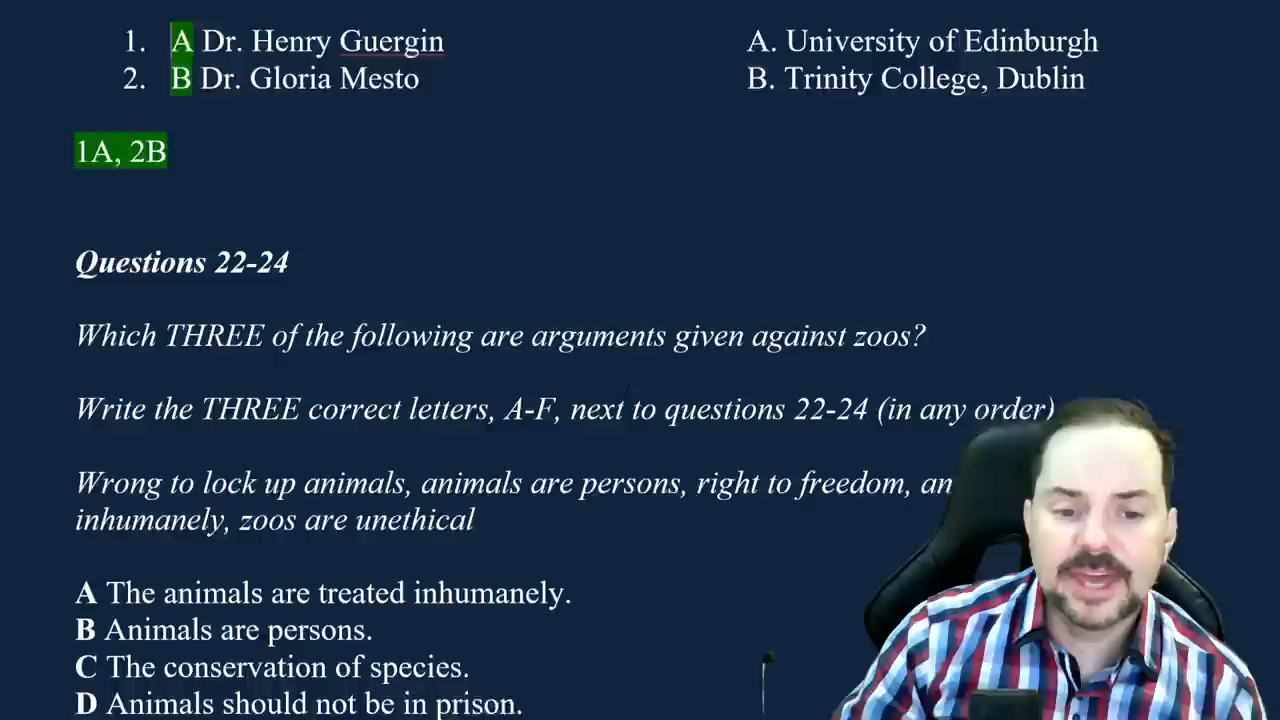 1. A Dr. Henry Guergin A. University of Edinburgh
2. B Dr. Gloria Mesto B. Trinity College, Dublin
1A, 2B
Questions 22-24
Which THREE of the following are arguments given against zoos?
Write the THREE correct letters, A-F, next to questions 22-24 (in any order)
Wrong to lock up animals, animals are persons, right to freedom,
inhumanely, zoos are unethical
A The animals are treated inhumanely.
B Animals are persons.
C The conservation of species.
D Animals should not be in prison.